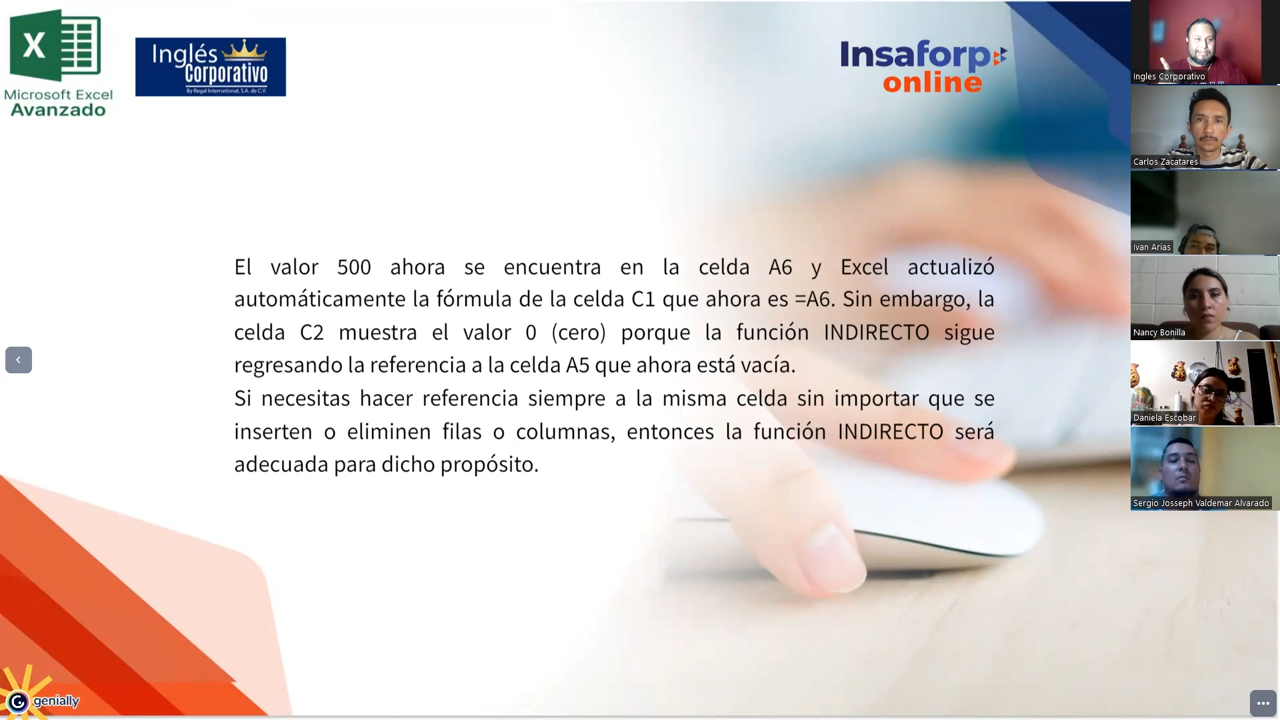 X
Microsoft Excel
Avanzado
Inglés
Corporativo
By Regal International, S.A. de C.V.
Insaforp
online
El valor 500 ahora se encuentra en la celda A6 y Excel actualizó
automáticamente la fórmula de la celda C1 que ahora es =A6. Sin embargo, la
celda C2 muestra el valor 0 (cero) porque la función INDIRECTO sigue
regresando la referencia a la celda A5 que ahora está vacía.
Si necesitas hacer referencia siempre a la misma celda sin importar que se
inserten o eliminen filas o columnas, entonces la función INDIRECTO será
adecuada para dicho propósito.
genially
Ingles Corporativo
Carlos Zacatares
Ivan Arias
Nancy Bonilla
Daniela Escobar
Sergio Josseph Valdemar Alvarado